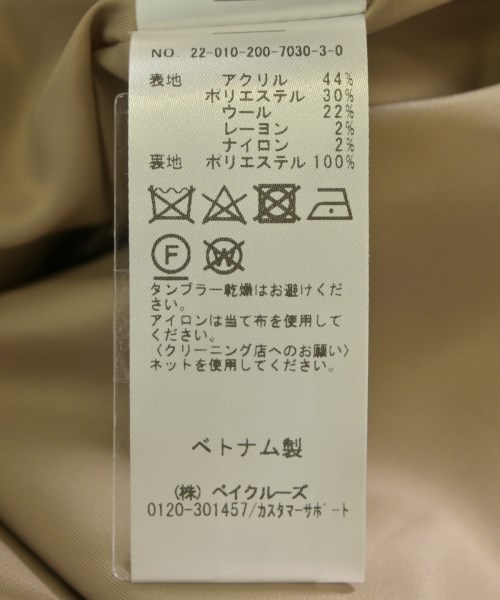 NO. 22-010-200-7030-3-0
表地 アクリル 44%
ポリエステル 30%
ウール 22%
レーヨン 2%
ナイロン 2%
裏地 ポリエステル 100%
F W
タンブラー乾燥はお避けくだ
さい。
アイロンは当て布を使用して
ください。
〈クリーニング店へのお願い〉
ネットを使用してください。
ベトナム製
(株) ベイクルーズ
0120-301457/カスタマーサポート